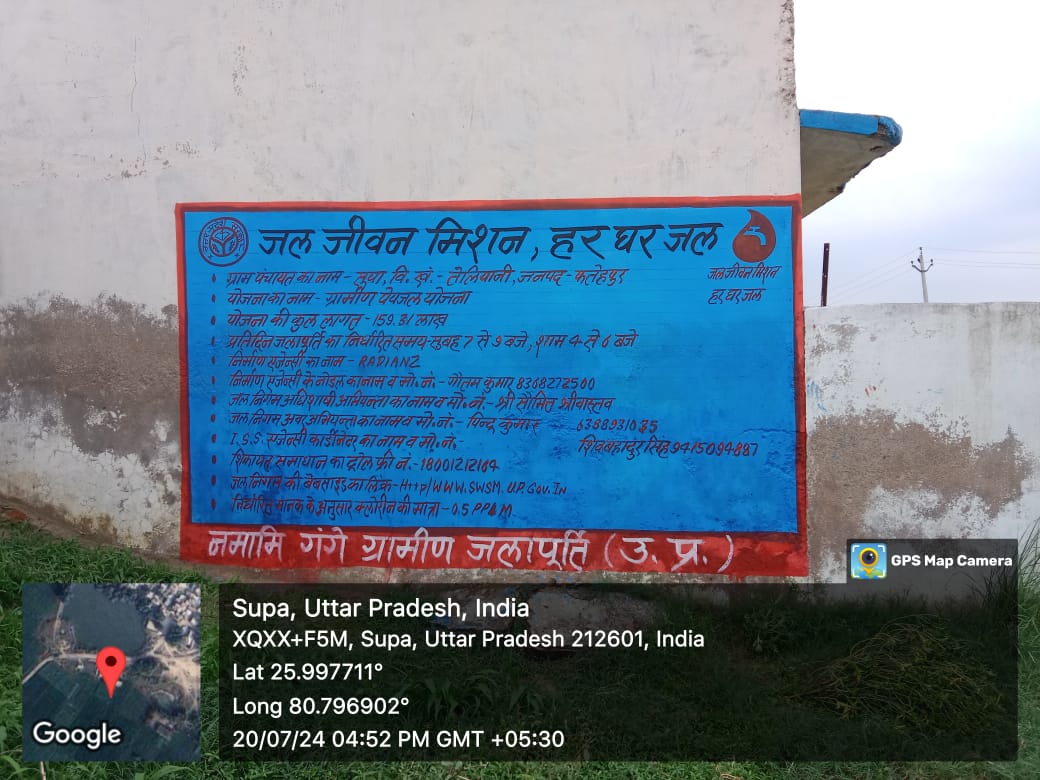 जल जीवन मिशन, हर घर जल
जल जीवन मिशन
हर घर जल
ग्राम पंचायत का नाम - सुपा, वि. खं. - तेलियानी, जनपद - फतेहपुर
योजना का नाम - ग्रामीण पेयजल योजना
योजना की कुल लागत - 159.31 लाख
प्रतिदिन जलापूर्ति का निर्धारित समय - सुबह 7 से 9 बजे, शाम 4 से 6 बजे
निर्माण एजेन्सी का नाम - RADIANZ
निर्माण एजेन्सी के नोडल का नाम व मो. नं. - गौतम कुमार 8368272500
जल निगम अधिशाषी अभियन्ता का नाम व मो. नं. - श्री सौमित्र श्रीवास्तव
जल निगम अवर अभियन्ता का नाम व मो. नं. - पिन्टू कुमार 6388931035
I.S.S. एजेन्सी कार्डीनेटर का नाम व मो. नं. - शिवबहादुर सिंह 9415094887
शिकायत समाधान का ट्रोल फ्री नं. - 18001212164
जल निगम की बेबसाइड का लिंक - Http/WWW.SWSM.UP.Gov.In
निर्धारित मानक के अनुसार क्लोरीन की मात्रा - 0.5 PPM
नमामि गंगे ग्रामीण जलापूर्ति (उ. प्र.)
GPS Map Camera
Supa, Uttar Pradesh, India
XQXX+F5M, Supa, Uttar Pradesh 212601, India
Lat 25.997711°
Long 80.796902°
20/07/24 04:52 PM GMT +05:30
Google